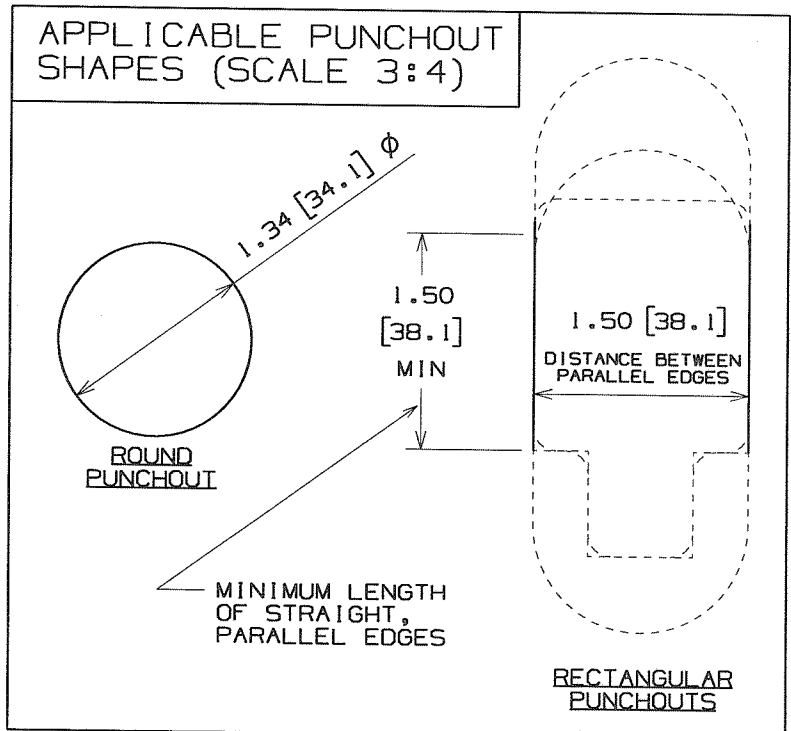 APPLICABLE PUNCHOUT
SHAPES (SCALE 3:4)
1.34 [34.1] ϕ
ROUND
PUNCHOUT
1.50
[38.1]
MIN
1.50 [38.1]
DISTANCE BETWEEN
PARALLEL EDGES
MINIMUM LENGTH
OF STRAIGHT,
PARALLEL EDGES
RECTANGULAR
PUNCHOUTS